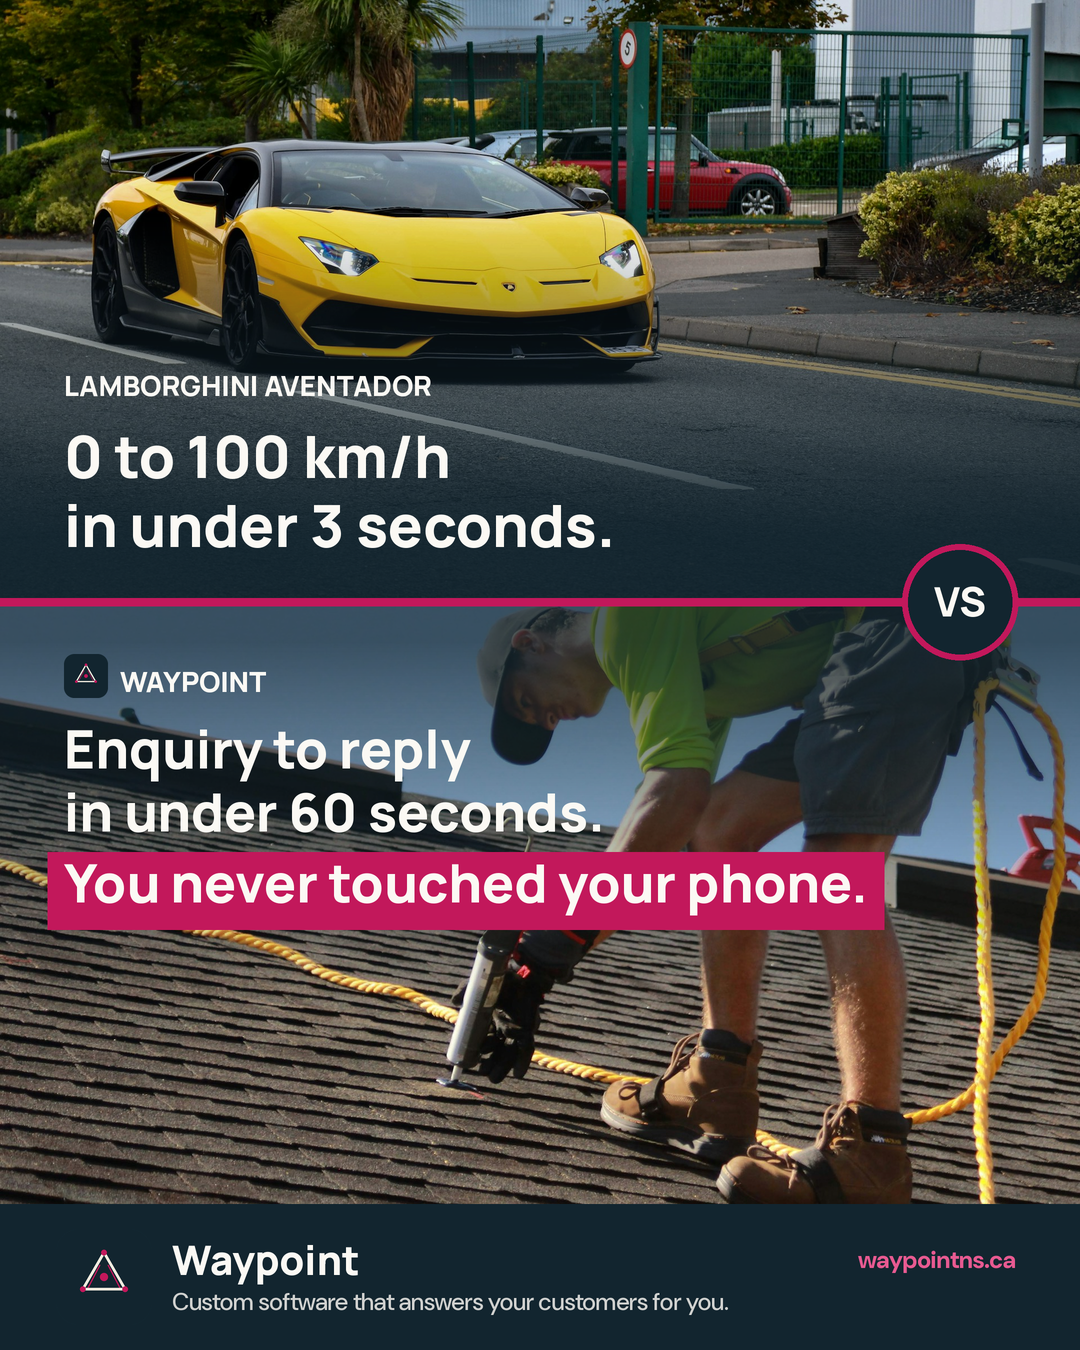 5
LAMBORGHINI AVENTADOR
0 to 100 km/h
in under 3 seconds.
VS
WAYPOINT
Enquiry to reply
in under 60 seconds.
You never touched your phone.
Waypoint
waypointns.ca
Custom software that answers your customers for you.